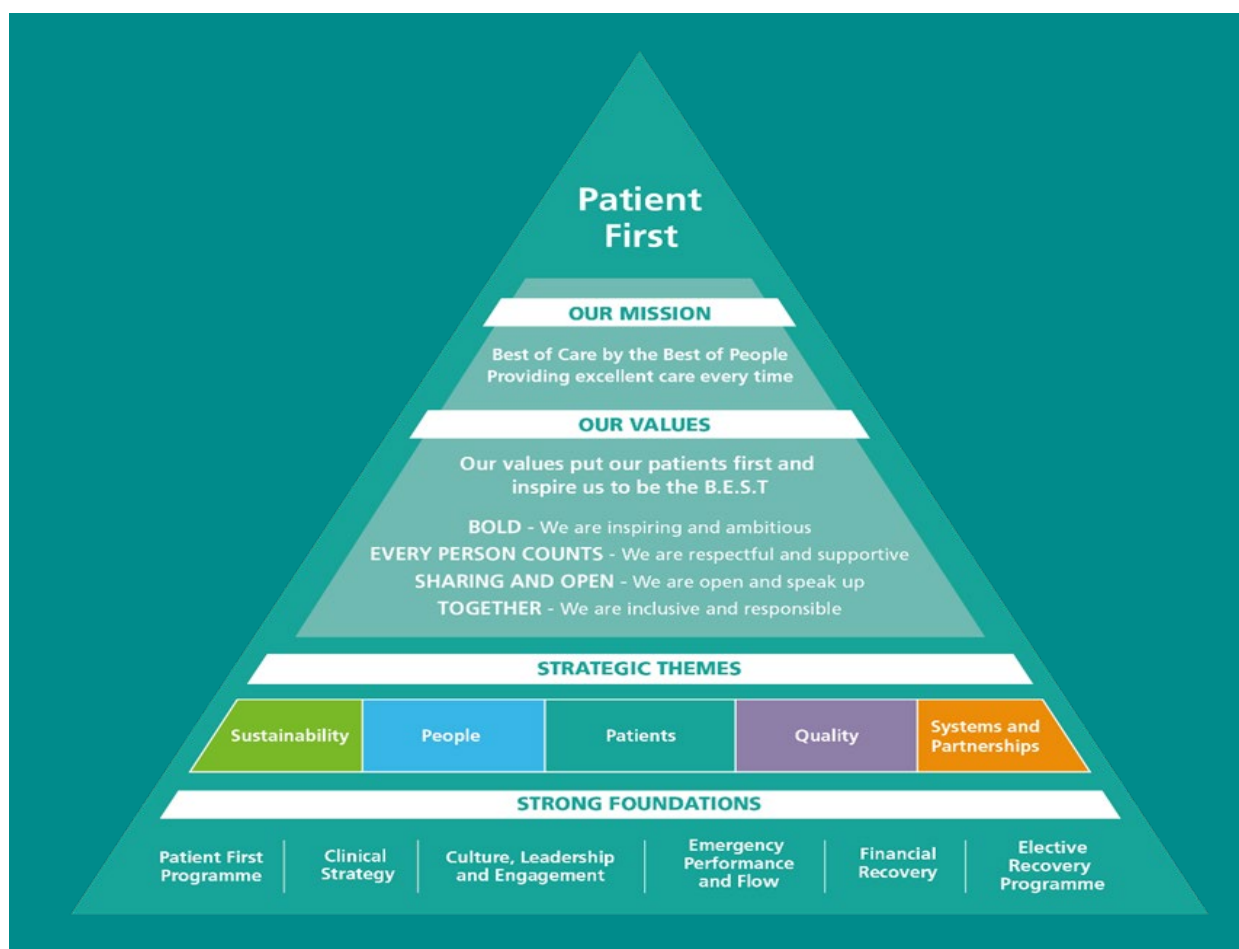 Patient
First
OUR MISSION
Best of Care by the Best of People
Providing excellent care every time
OUR VALUES
Our values put our patients first and
inspire us to be the B.E.S.T
BOLD - We are inspiring and ambitious
EVERY PERSON COUNTS - We are respectful and supportive
SHARING AND OPEN - We are open and speak up
TOGETHER - We are inclusive and responsible
STRATEGIC THEMES
Sustainability
People
Patients
Quality
Systems and
Partnerships
STRONG FOUNDATIONS
Patient First
Programme
Clinical
Strategy
Culture, Leadership
and Engagement
Emergency
Performance
and Flow
Financial
Recovery
Elective
Recovery
Programme